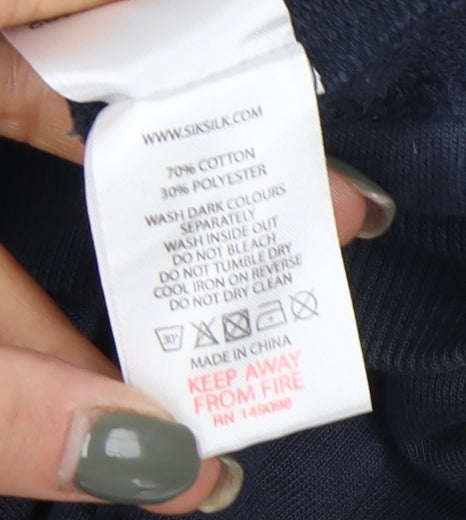 WWW.SIKSILK.COM
70% COTTON
30% POLYESTER
WASH DARK COLOURS
SEPARATELY
WASH INSIDE OUT
DO NOT BLEACH
DO NOT TUMBLE DRY
COOL IRON ON REVERSE
DO NOT DRY CLEAN
30°
MADE IN CHINA
KEEP AWAY
FROM FIRE
RN 149098